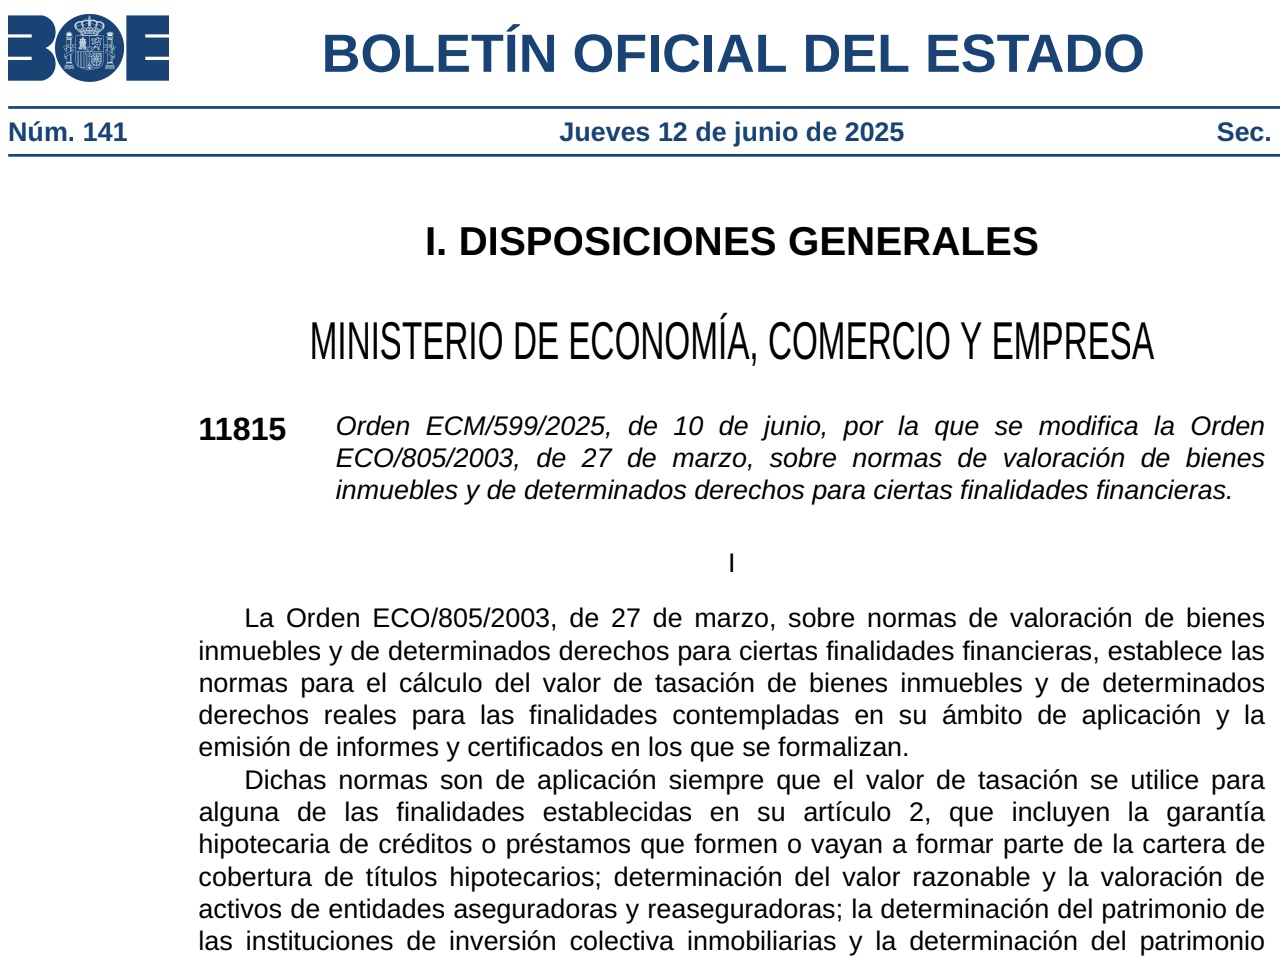 BOE
BOLETÍN OFICIAL DEL ESTADO
Núm. 141
Jueves 12 de junio de 2025
Sec.
I. DISPOSICIONES GENERALES
MINISTERIO DE ECONOMÍA, COMERCIO Y EMPRESA
11815
Orden ECM/599/2025, de 10 de junio, por la que se modifica la Orden
ECO/805/2003, de 27 de marzo, sobre normas de valoración de bienes
inmuebles y de determinados derechos para ciertas finalidades financieras.
I
La Orden ECO/805/2003, de 27 de marzo, sobre normas de valoración de bienes
inmuebles y de determinados derechos para ciertas finalidades financieras, establece las
normas para el cálculo del valor de tasación de bienes inmuebles y de determinados
derechos reales para las finalidades contempladas en su ámbito de aplicación y la
emisión de informes y certificados en los que se formalizan.
Dichas normas son de aplicación siempre que el valor de tasación se utilice para
alguna de las finalidades establecidas en su artículo 2, que incluyen la garantía
hipotecaria de créditos o préstamos que formen o vayan a formar parte de la cartera de
cobertura de títulos hipotecarios; determinación del valor razonable y la valoración de
activos de entidades aseguradoras y reaseguradoras; la determinación del patrimonio de
las instituciones de inversión colectiva inmobiliarias y la determinación del patrimonio